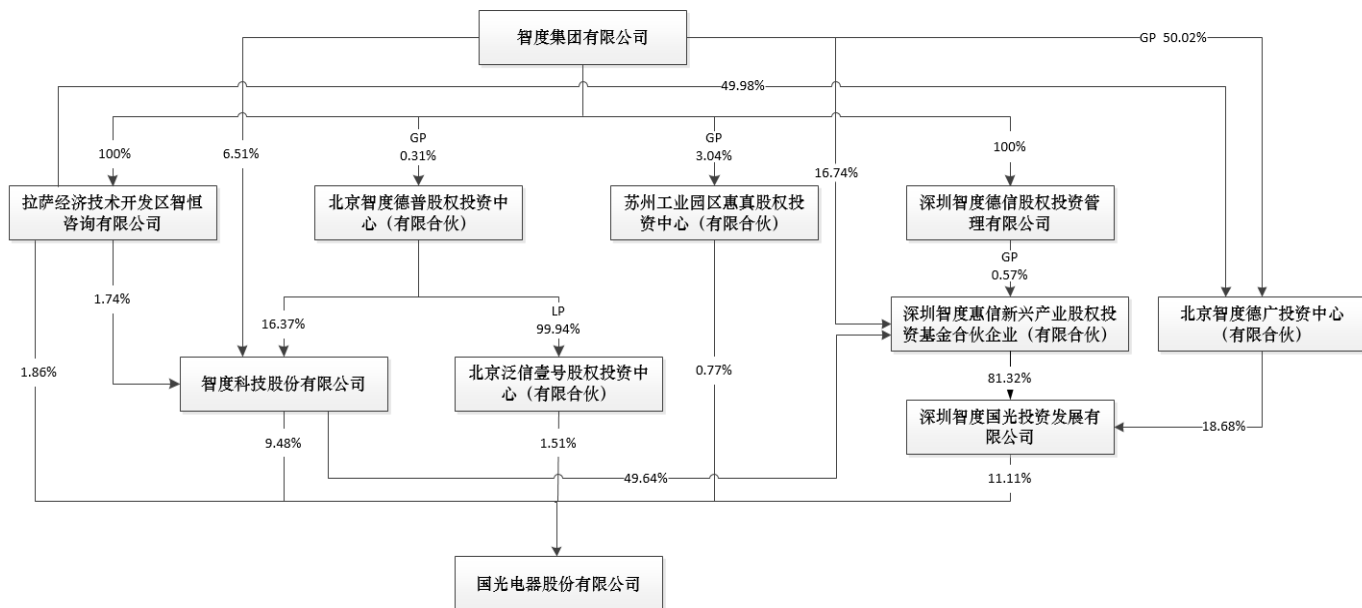 智度集团有限公司
GP 50.02%
49.98%
GP
GP
100%
6.51%
0.31%
3.04%
16.74%
100%
拉萨经济技术开发区智恒
咨询有限公司
北京智度德普股权投资中
心（有限合伙）
苏州工业园区惠真股权投
资中心（有限合伙）
深圳智度德信股权投资管
理有限公司
GP
0.57%
1.74%
16.37%
LP
99.94%
深圳智度惠信新兴产业股权投
资基金合伙企业（有限合伙）
北京智度德广投资中心
（有限合伙）
1.86%
智度科技股份有限公司
北京泛信壹号股权投资中
心（有限合伙）
0.77%
81.32%
深圳智度国光投资发展有
限公司
18.68%
9.48%
1.51%
49.64%
11.11%
国光电器股份有限公司